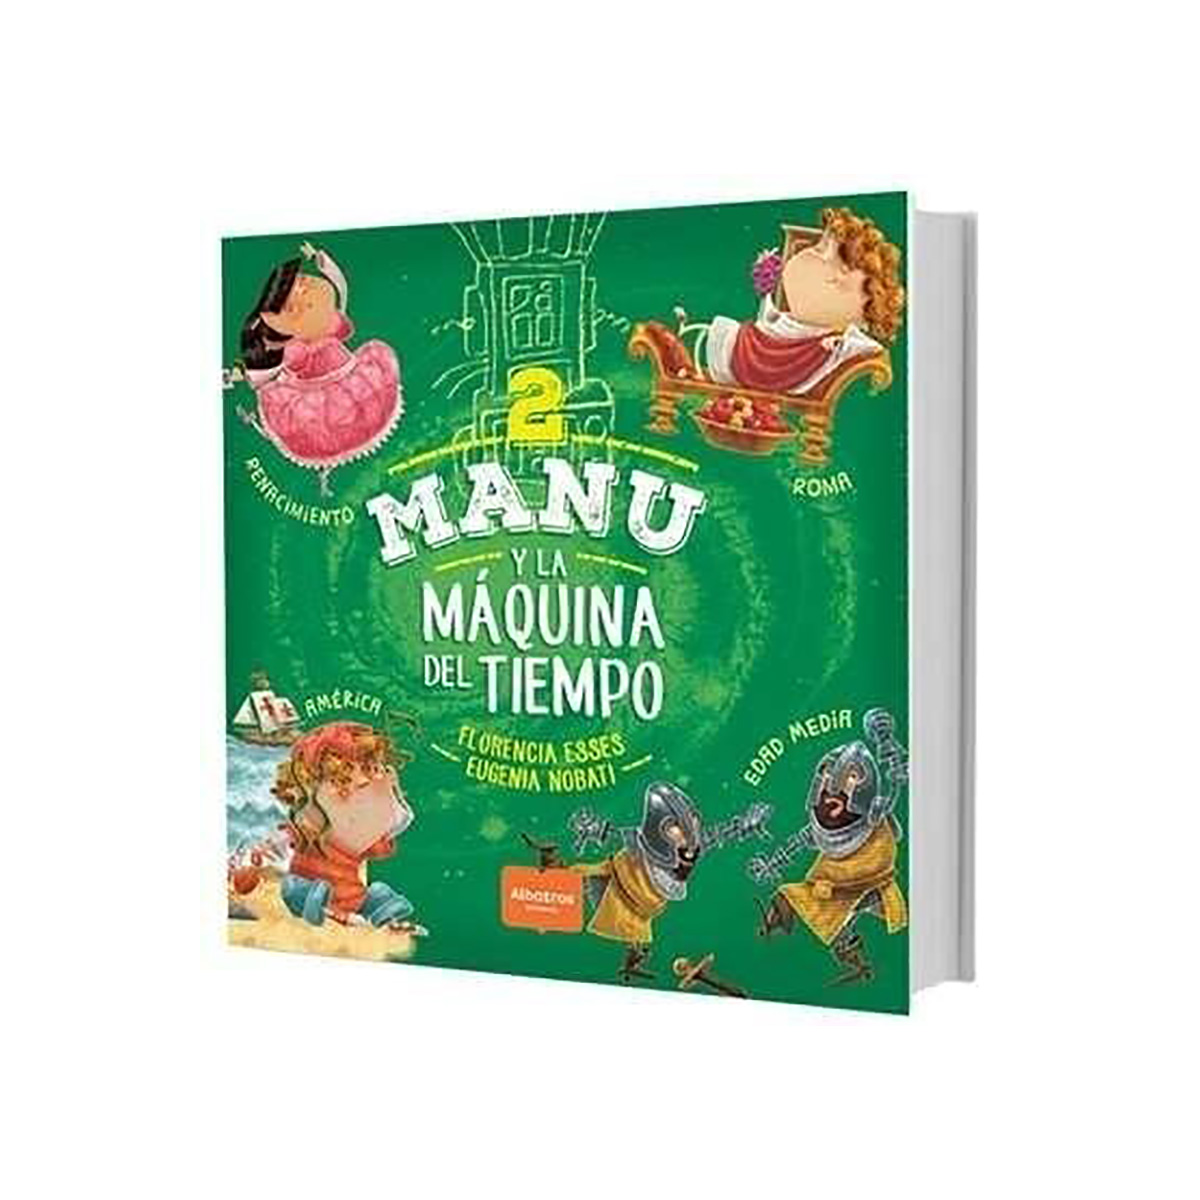 2
MANU
Y LA
MÁQUINA
DEL TIEMPO
FLORENCIA ESSES
EUGENIA NOBATI
RENACIMIENTO
ROMA
AMÉRICA
EDAD MEDIA
Albatros